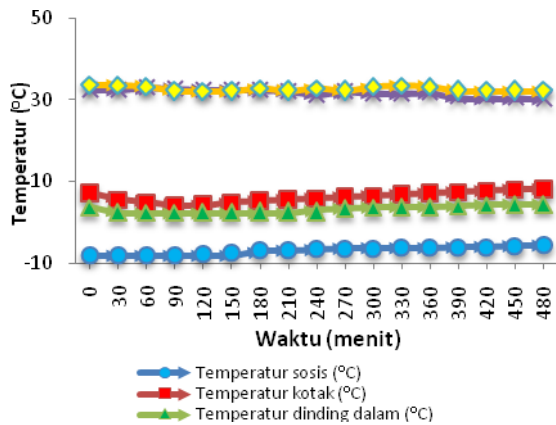 50
30
10
-10
Temperatur (°C)
0 30 60 90 120 150 180 210 240 270 300 330 360 390 420 450 480
Waktu (menit)
Temperatur sosis (°C)
Temperatur kotak (°C)
Temperatur dinding dalam (°C)